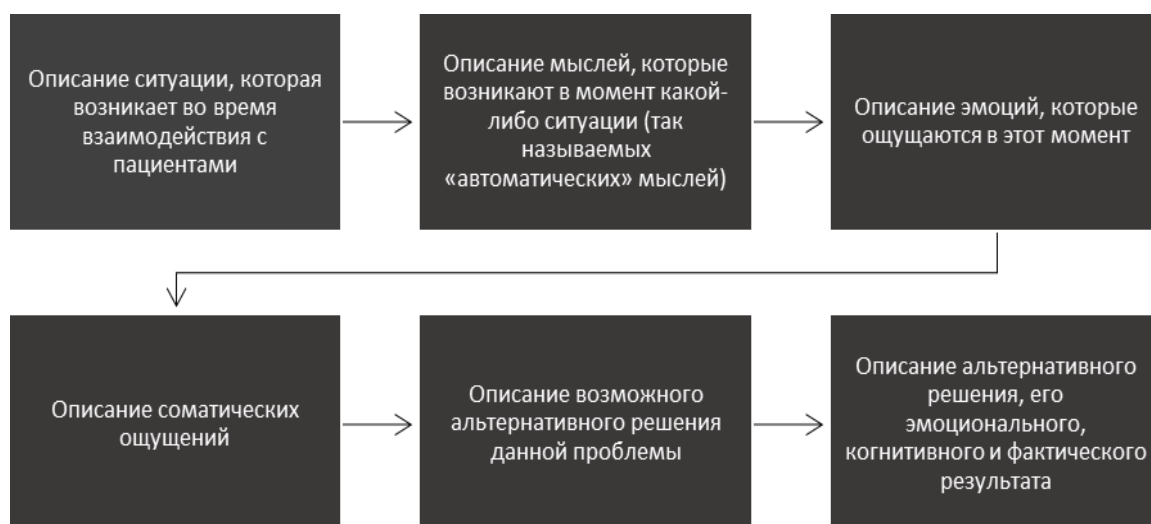 Описание ситуации, которая
возникает во время
взаимодействия с
пациентами
Описание мыслей, которые
возникают в момент какой-
либо ситуации (так
называемых
«автоматических» мыслей)
Описание эмоций, которые
ощущаются в этот момент
Описание соматических
ощущений
Описание возможного
альтернативного решения
данной проблемы
Описание альтернативного
решения, его
эмоционального,
когнитивного и фактического
результата